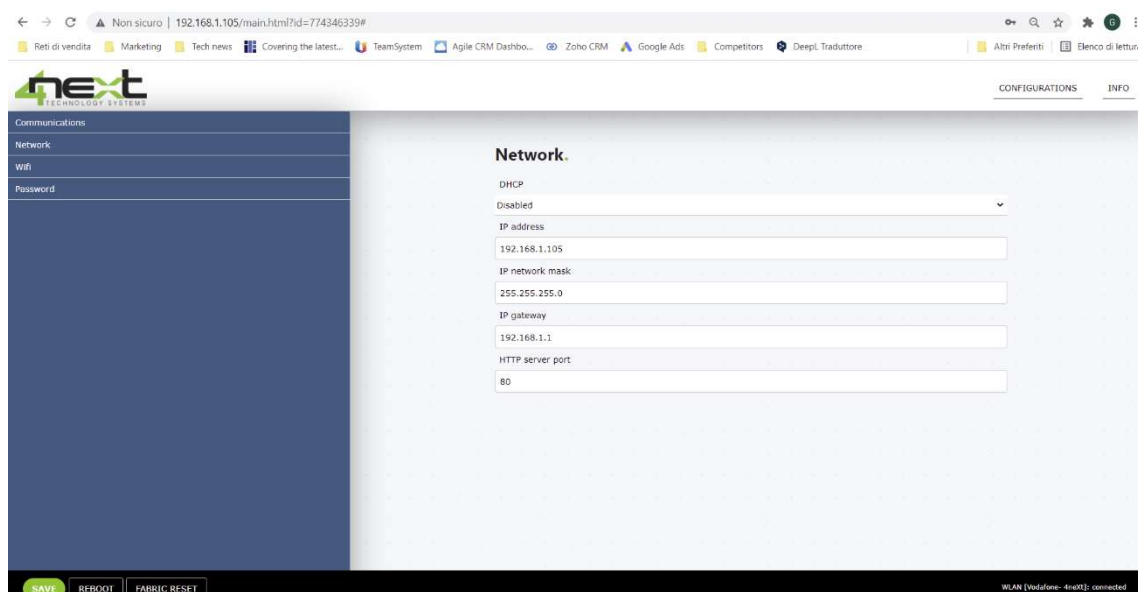 Non sicuro | 192.168.1.105/main.html?id=774346339#
Reti di vendita Marketing Tech news Covering the latest... TeamSystem Agile CRM Dashbo... Zoho CRM Google Ads Competitors DeepL Traduttore Altri Preferiti Elenco di lettura
4next
TECHNOLOGY SYSTEMS
CONFIGURATIONS INFO
Communications
Network
Wifi
Password
Network.
DHCP
Disabled
IP address
192.168.1.105
IP network mask
255.255.255.0
IP gateway
192.168.1.1
HTTP server port
80
SAVE REBOOT FABRIC RESET
WLAN [Vodafone- 4neXt]: connected